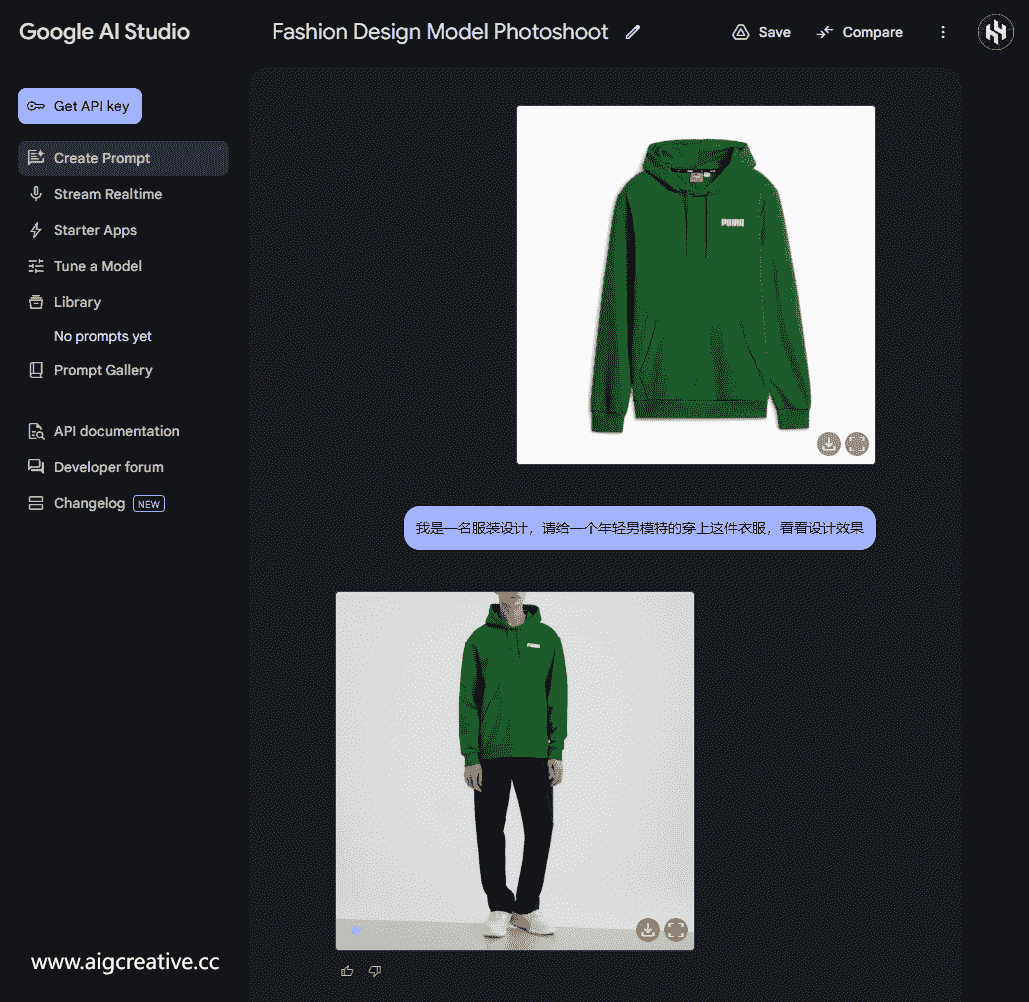 Google AI Studio
Fashion Design Model Photoshoot
Save
Compare
Get API key
Create Prompt
Stream Realtime
Starter Apps
Tune a Model
Library
No prompts yet
Prompt Gallery
API documentation
Developer forum
Changelog NEW
PUMA
我是一名服装设计，请给一个年轻男模特的穿上这件衣服，看看设计效果
PUMA
www.aigcreative.cc